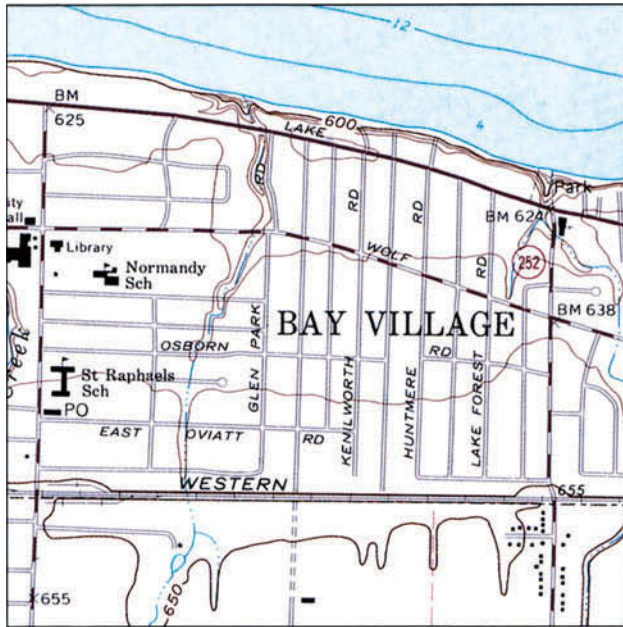 12
BM
625
LAKE
600
4
RD
RD
RD
Park
BM 624
Library
WOLF
RD
252
Normandy
Sch
BAY VILLAGE
BM 638
PARK
OSBORN
RD
Creek
St Raphaels
Sch
PO
GLEN
KENILWORTH
HUNTMERE
LAKE FOREST
EAST OVIATT RD
WESTERN
655
650
655